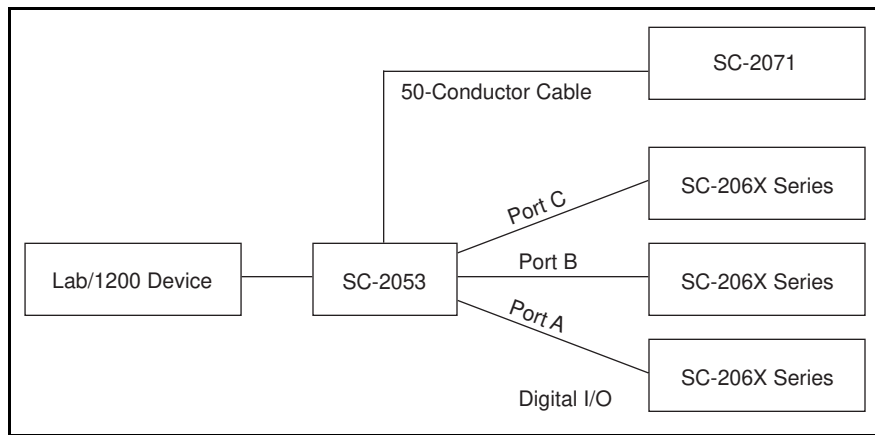 SC-2071
50-Conductor Cable
SC-206X Series
Port C
Lab/1200 Device
SC-2053
Port B
SC-206X Series
Port A
SC-206X Series
Digital I/O